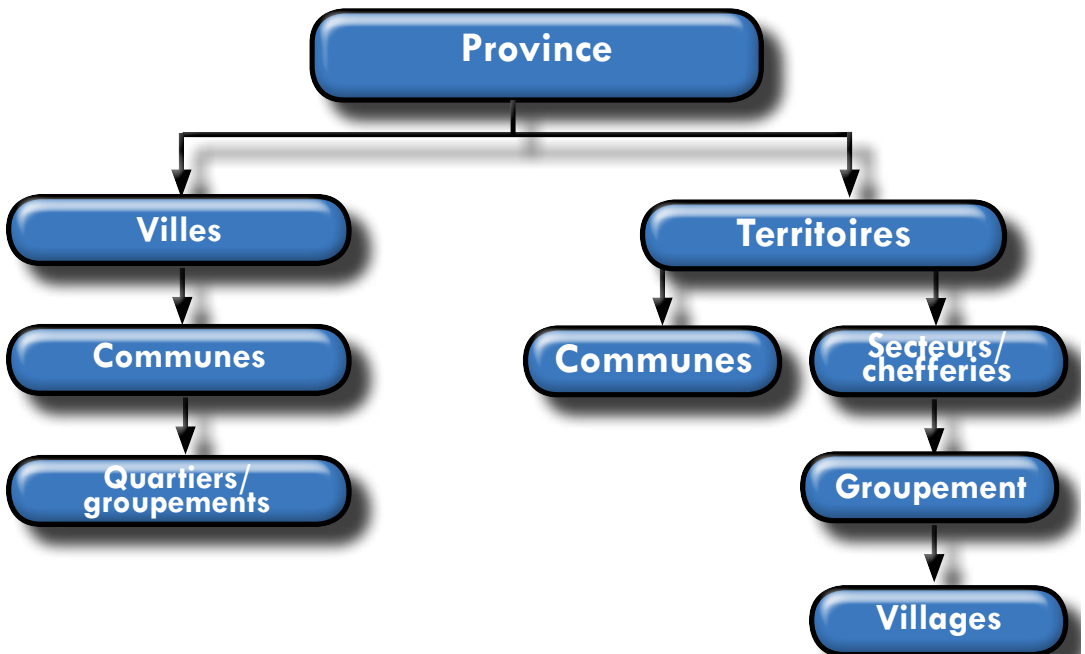 Province
Villes
Territoires
Communes
Communes
Secteurs/
chefferies
Quartiers/
groupements
Groupement
Villages